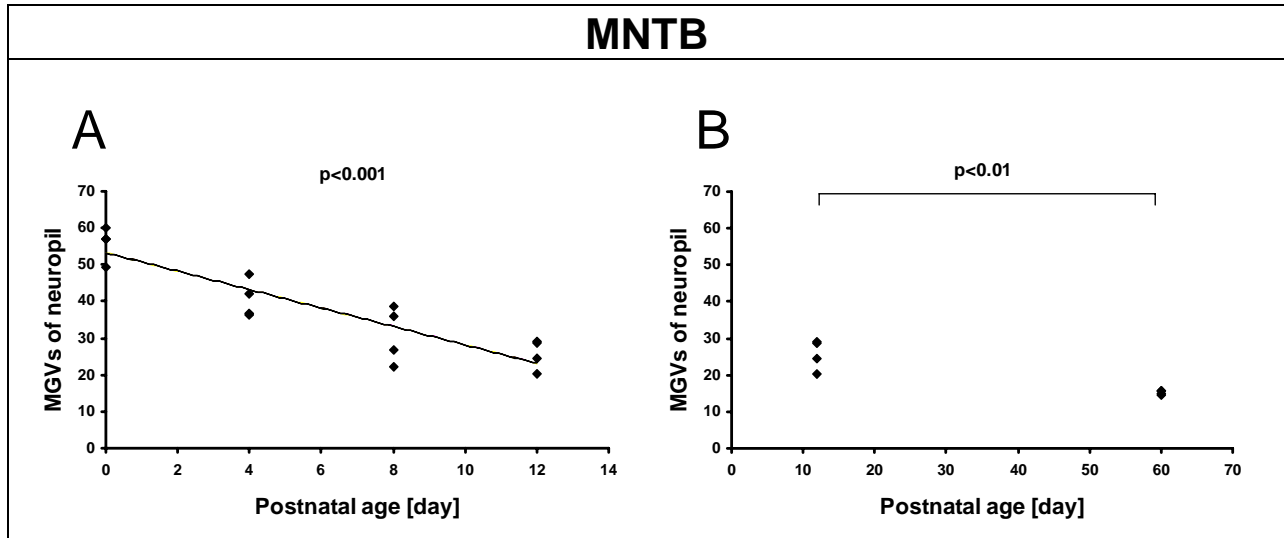 MNTB
A
p<0.001
MGVs of neuropil
70
60
50
40
30
20
10
0
0 2 4 6 8 10 12 14
Postnatal age [day]
B
p<0.01
MGVs of neuropil
70
60
50
40
30
20
10
0
0 10 20 30 40 50 60 70
Postnatal age [day]